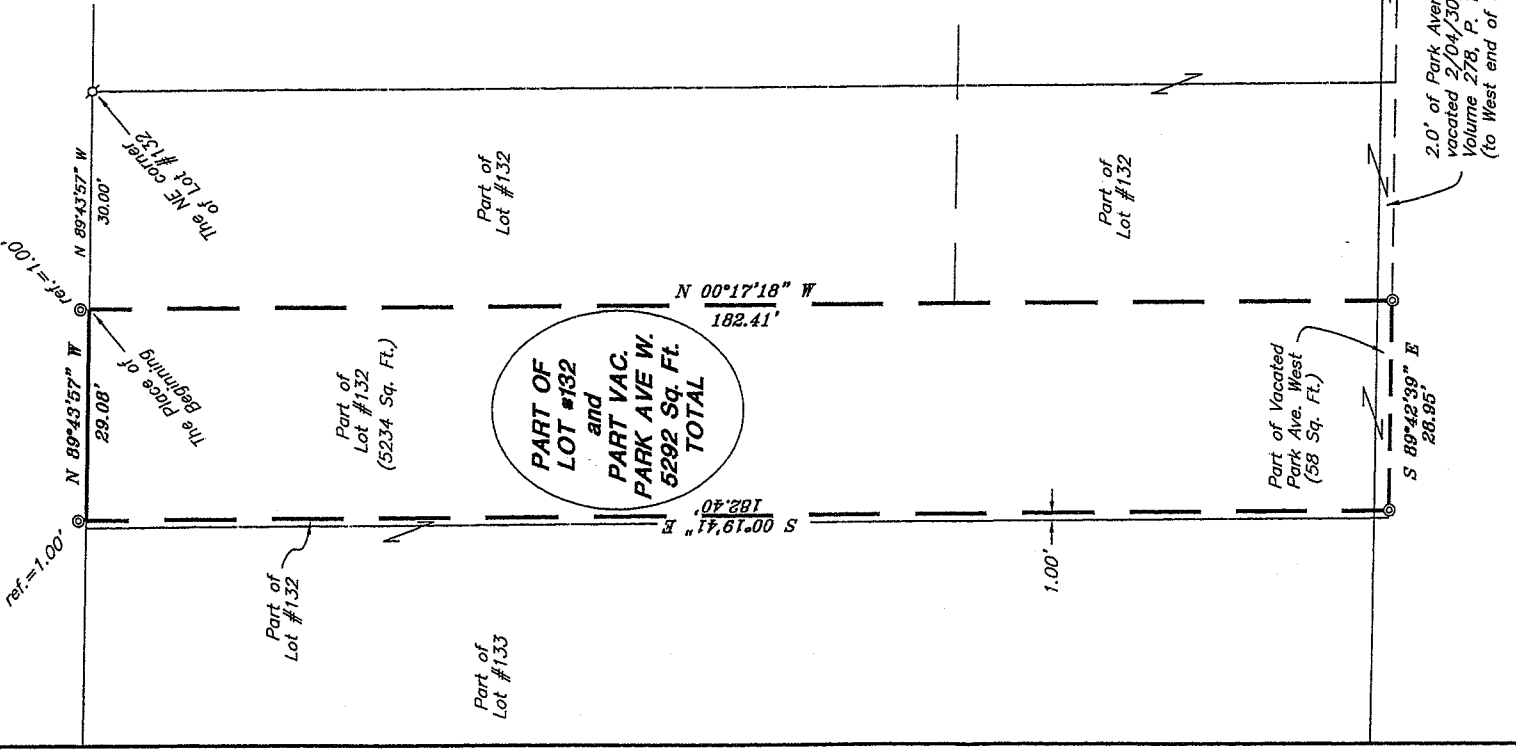 ref.=1.00'
N 89°43'57" W
29.08'
The Place of
Beginning
ref.=1.00'
N 89°43'57" W
30.00'
The NE corner
of Lot #132
Part of
Lot #132
(5234 Sq. Ft.)
Part of
Lot #132
Part of
Lot #132
PART OF
LOT #132
and
PART VAC.
PARK AVE W.
5292 Sq. Ft.
TOTAL
N 00°17'18" W
182.41'
S 00°19'41" E
182.40'
Part of
Lot #132
Part of
Lot #133
1.00'
Part of Vacated
Park Ave. West
(58 Sq. Ft.)
S 89°42'39" E
28.95'
2.0' of Park Aven
vacated 2/04/30
Volume 278, P.
(to West end of